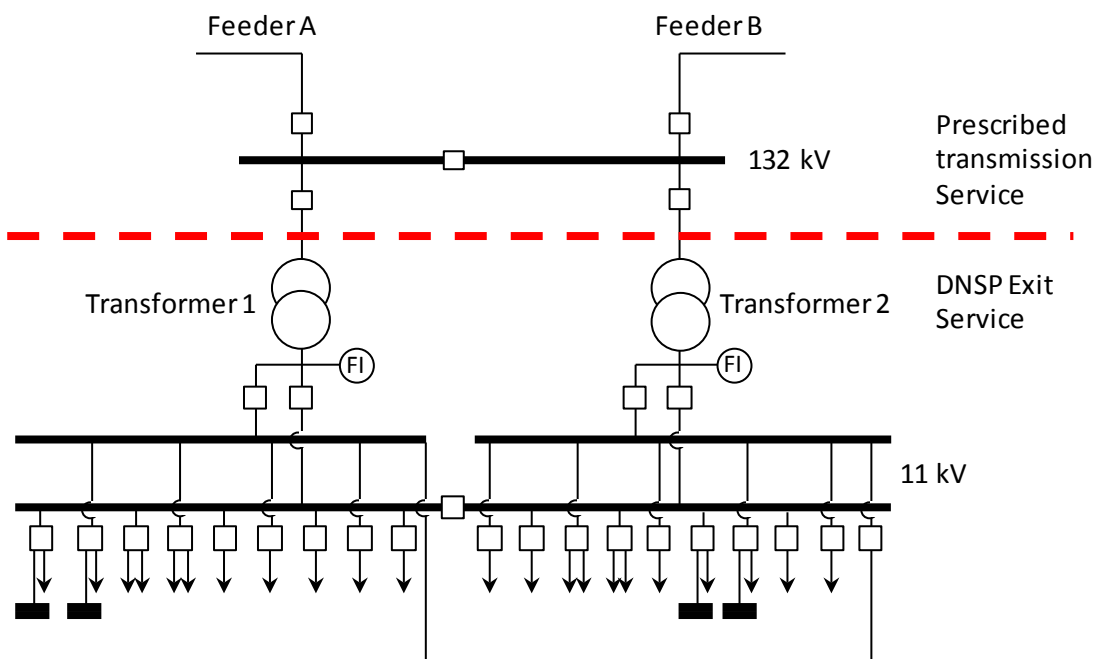 Feeder A
Feeder B
Prescribed
transmission
Service
132 kV
DNSP Exit
Service
Transformer 1
Transformer 2
FI
FI
11 kV